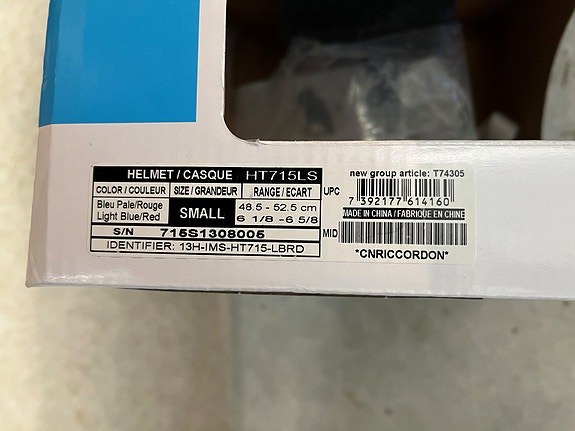 HELMET / CASQUE HT715LS
COLOR / COULEUR SIZE / GRANDEUR RANGE / ECART
Bleu Pale/Rouge
Light Blue/Red
SMALL
48.5 - 52.5 cm
6 1/8 -6 5/8
S/N 715S1308005
IDENTIFIER: 13H-IMS-HT715-LBRD
new group article: T74305
UPC
7 392177 614160
MADE IN CHINA / FABRIQUÉ EN CHINE
MID
*CNRICCORDON*